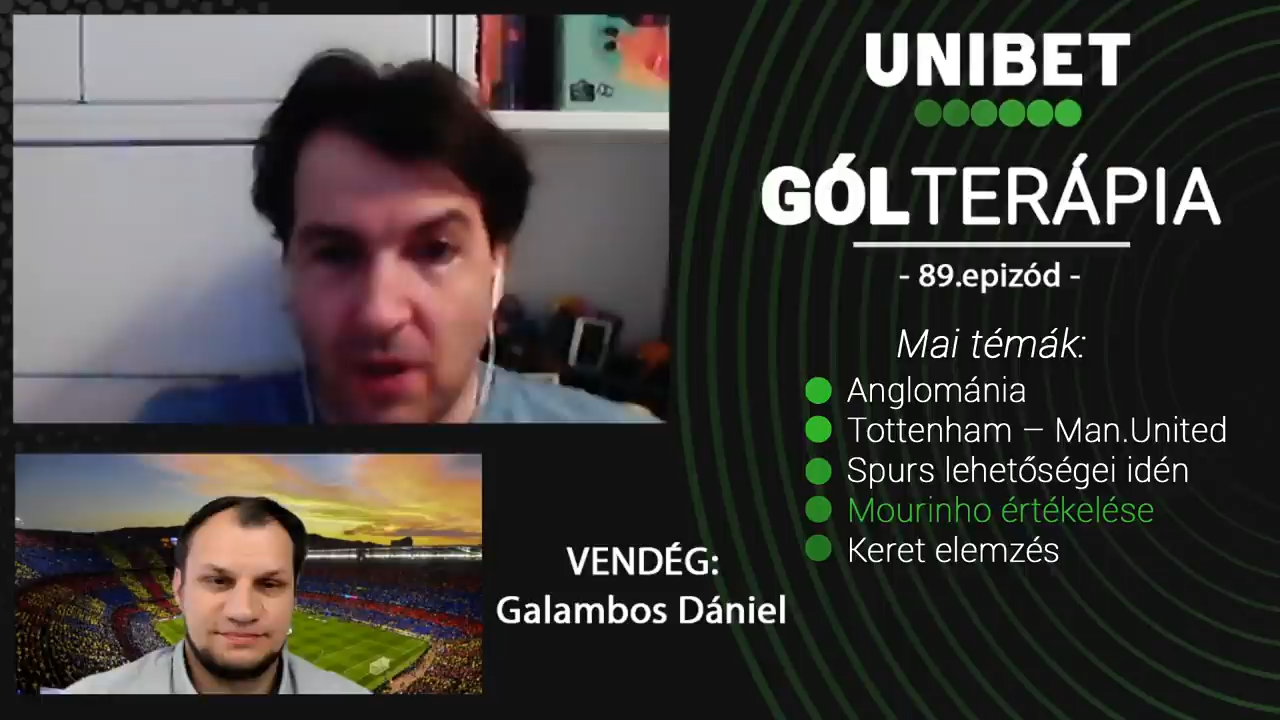 UNIBET
GÓLTERÁPIA
- 89.epizód -
Mai témák:
Anglománia
Tottenham – Man.United
Spurs lehetőségei idén
Mourinho értékelése
Keret elemzés
VENDÉG:
Galambos Dániel